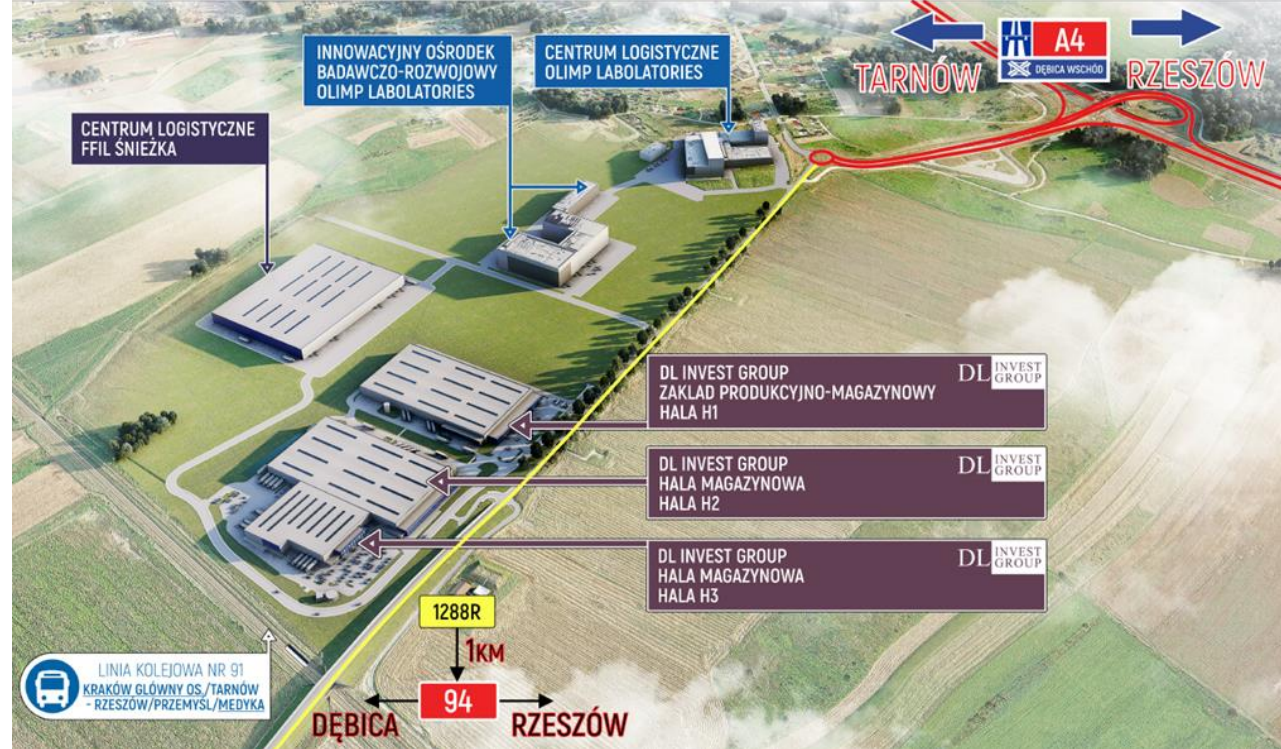 INNOWACYJNY OŚRODEK
BADAWCZO-ROZWOJOWY
OLIMP LABOLATORIES
CENTRUM LOGISTYCZNE
OLIMP LABOLATORIES
A4
DĘBICA WSCHÓD
TARNÓW
RZESZÓW
CENTRUM LOGISTYCZNE
FFIL ŚNIEŻKA
DL INVEST GROUP
ZAKLAD PRODUKCYJNO-MAGAZYNOWY
HALA H1
DL INVEST
GROUP
DL INVEST GROUP
HALA MAGAZYNOWA
HALA H2
DL INVEST
GROUP
DL INVEST GROUP
HALA MAGAZYNOWA
HALA H3
DL INVEST
GROUP
1288R
1KM
94
DĘBICA
RZESZÓW
LINIA KOLEJOWA NR 91
KRAKÓW GLÓWNY OS./TARNÓW
- RZESZÓW/PRZEMYŚL/MEDYKA